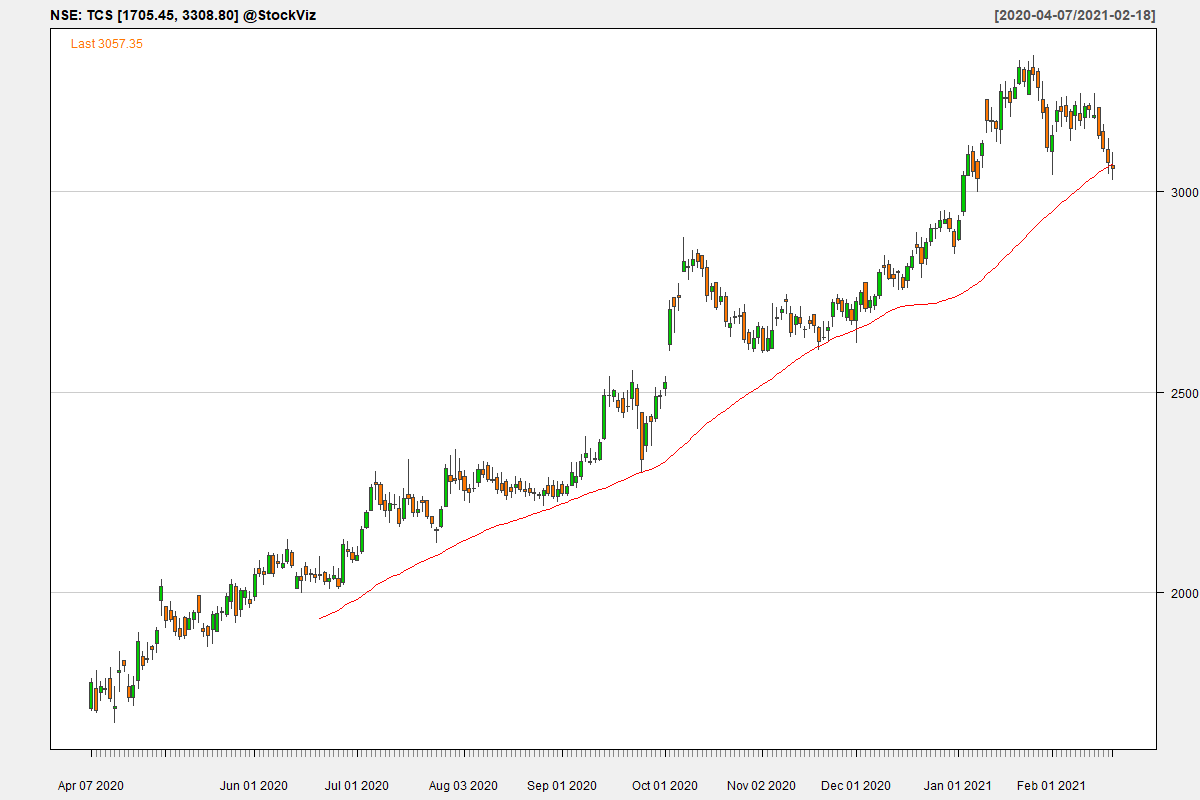 NSE: TCS [1705.45, 3308.80] @StockViz [2020-04-07/2021-02-18]
Last 3057.35
3000
2500
2000
Apr 07 2020 Jun 01 2020 Jul 01 2020 Aug 03 2020 Sep 01 2020 Oct 01 2020 Nov 02 2020 Dec 01 2020 Jan 01 2021 Feb 01 2021